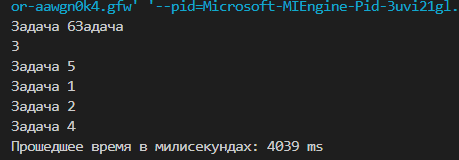 or-aawgn0k4.gfw' '--pid=Microsoft-MIEngine-Pid-3uvi21gl.
Задача 6Задача
3
Задача 5
Задача 1
Задача 2
Задача 4
Прошедшее время в милисекундах: 4039 ms